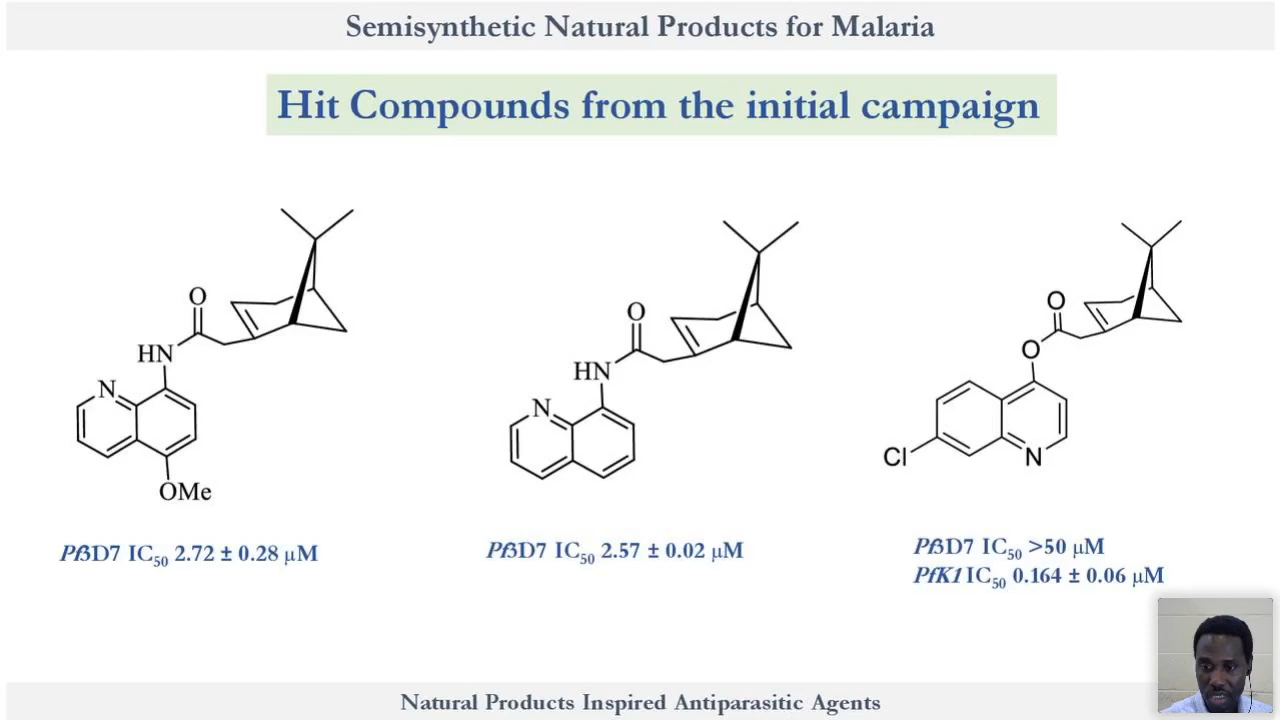 Semisynthetic Natural Products for Malaria
Hit Compounds from the initial campaign
O
HN
N
OMe
O
HN
N
O
O
Cl
N
Pf3D7 IC50 2.72 ± 0.28 µM
Pf3D7 IC50 2.57 ± 0.02 µM
Pf3D7 IC50 >50 µM
PfK1 IC50 0.164 ± 0.06 µM
Natural Products Inspired Antiparasitic Agents